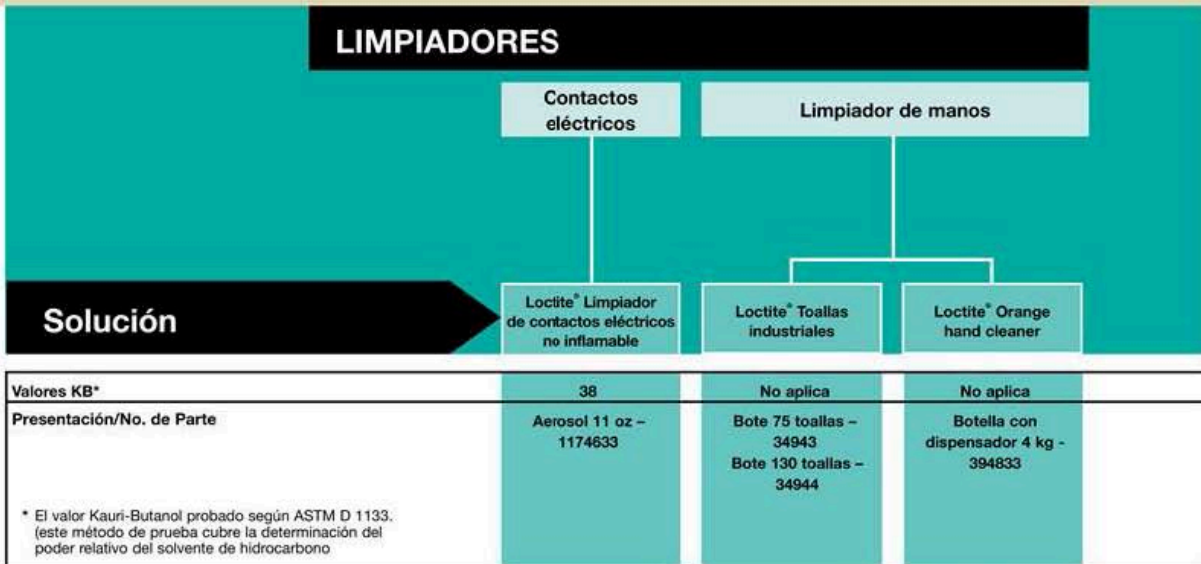 LIMPIADORES
Contactos
eléctricos
Limpiador de manos
Solución
Loctite® Limpiador
de contactos eléctricos
no inflamable
Loctite® Toallas
industriales
Loctite® Orange
hand cleaner
Valores KB*
38
No aplica
No aplica
Presentación/No. de Parte
Aerosol 11 oz –
1174633
Bote 75 toallas –
34943
Bote 130 toallas –
34944
Botella con
dispensador 4 kg -
394833
* El valor Kauri-Butanol probado según ASTM D 1133.
(este método de prueba cubre la determinación del
poder relativo del solvente de hidrocarbono